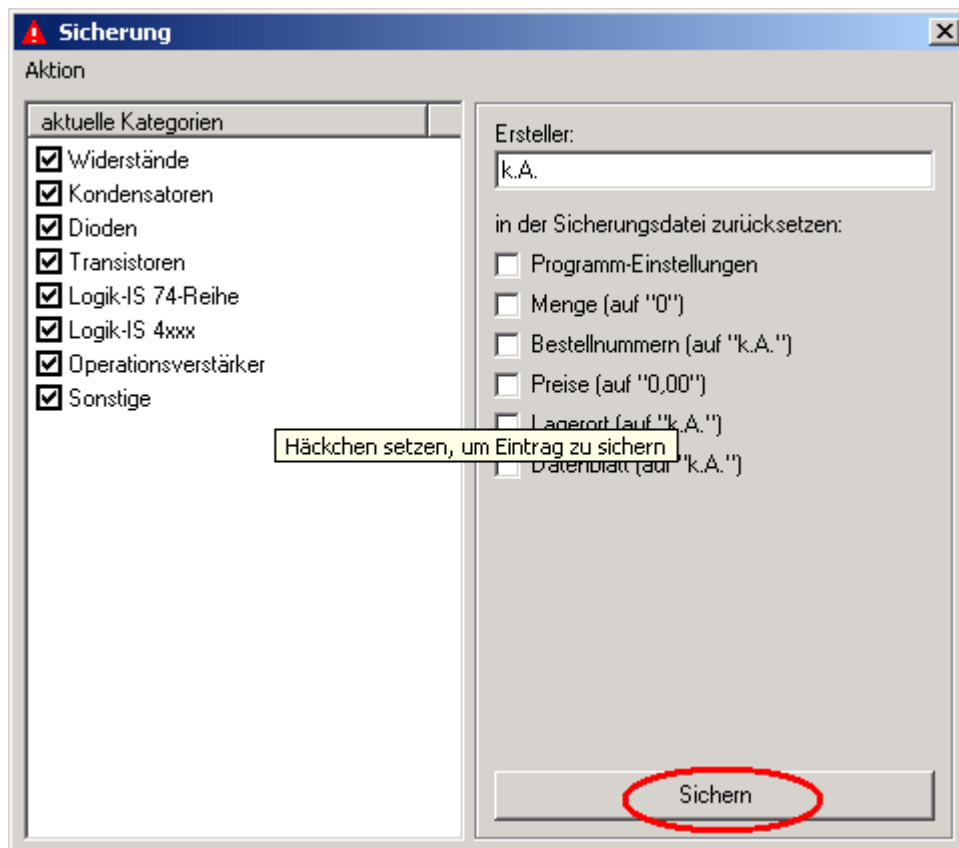 Sicherung
Aktion
aktuelle Kategorien
Widerstände
Kondensatoren
Dioden
Transistoren
Logik-IS 74-Reihe
Logik-IS 4xxx
Operationsverstärker
Sonstige
Häckchen setzen, um Eintrag zu sichern
Ersteller:
k.A.
in der Sicherungsdatei zurücksetzen:
Programm-Einstellungen
Menge (auf "0")
Bestellnummern (auf "k.A.")
Preise (auf "0,00")
Lagerort (auf "k.A.")
Datenblatt (auf "k.A.")
Sichern